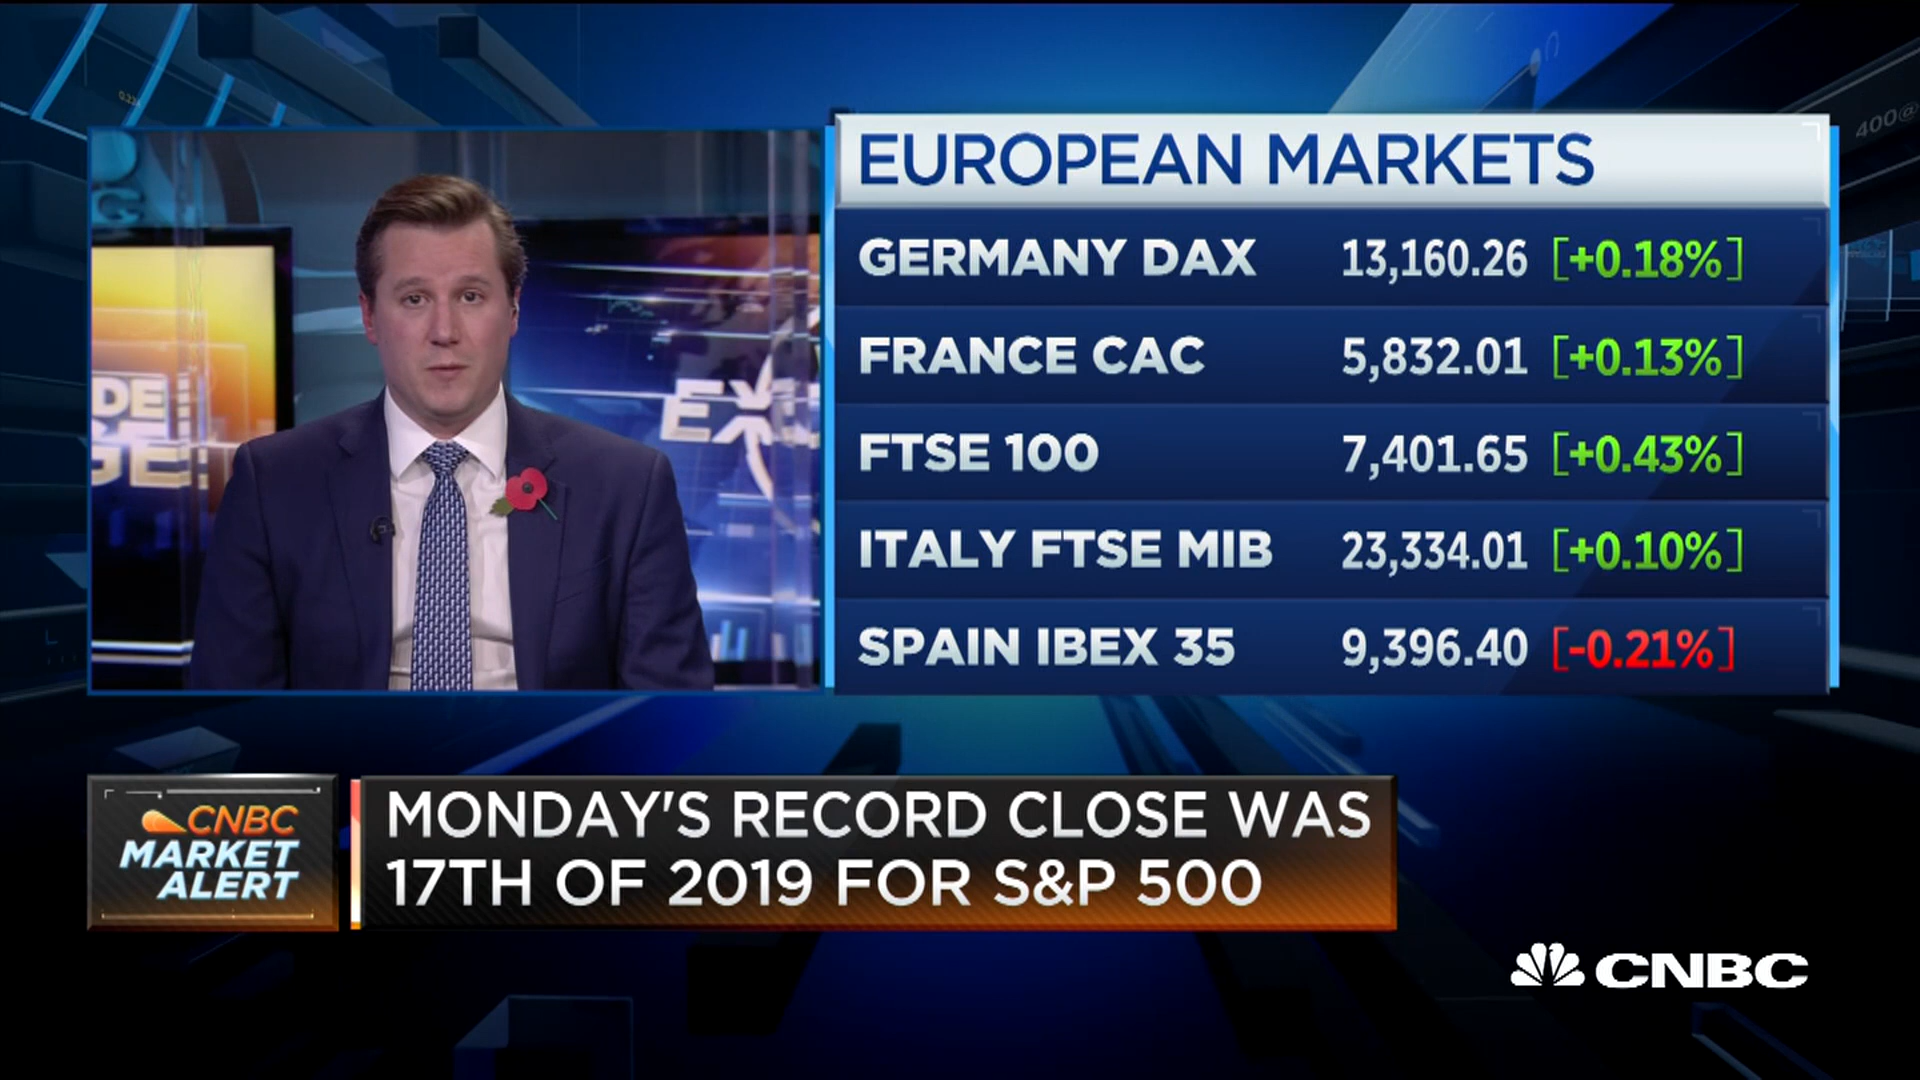 EUROPEAN MARKETS
GERMANY DAX 13,160.26 [+0.18%]
FRANCE CAC 5,832.01 [+0.13%]
FTSE 100 7,401.65 [+0.43%]
ITALY FTSE MIB 23,334.01 [+0.10%]
SPAIN IBEX 35 9,396.40 [-0.21%]
CNBC
MARKET
ALERT
MONDAY'S RECORD CLOSE WAS
17TH OF 2019 FOR S&P 500
CNBC